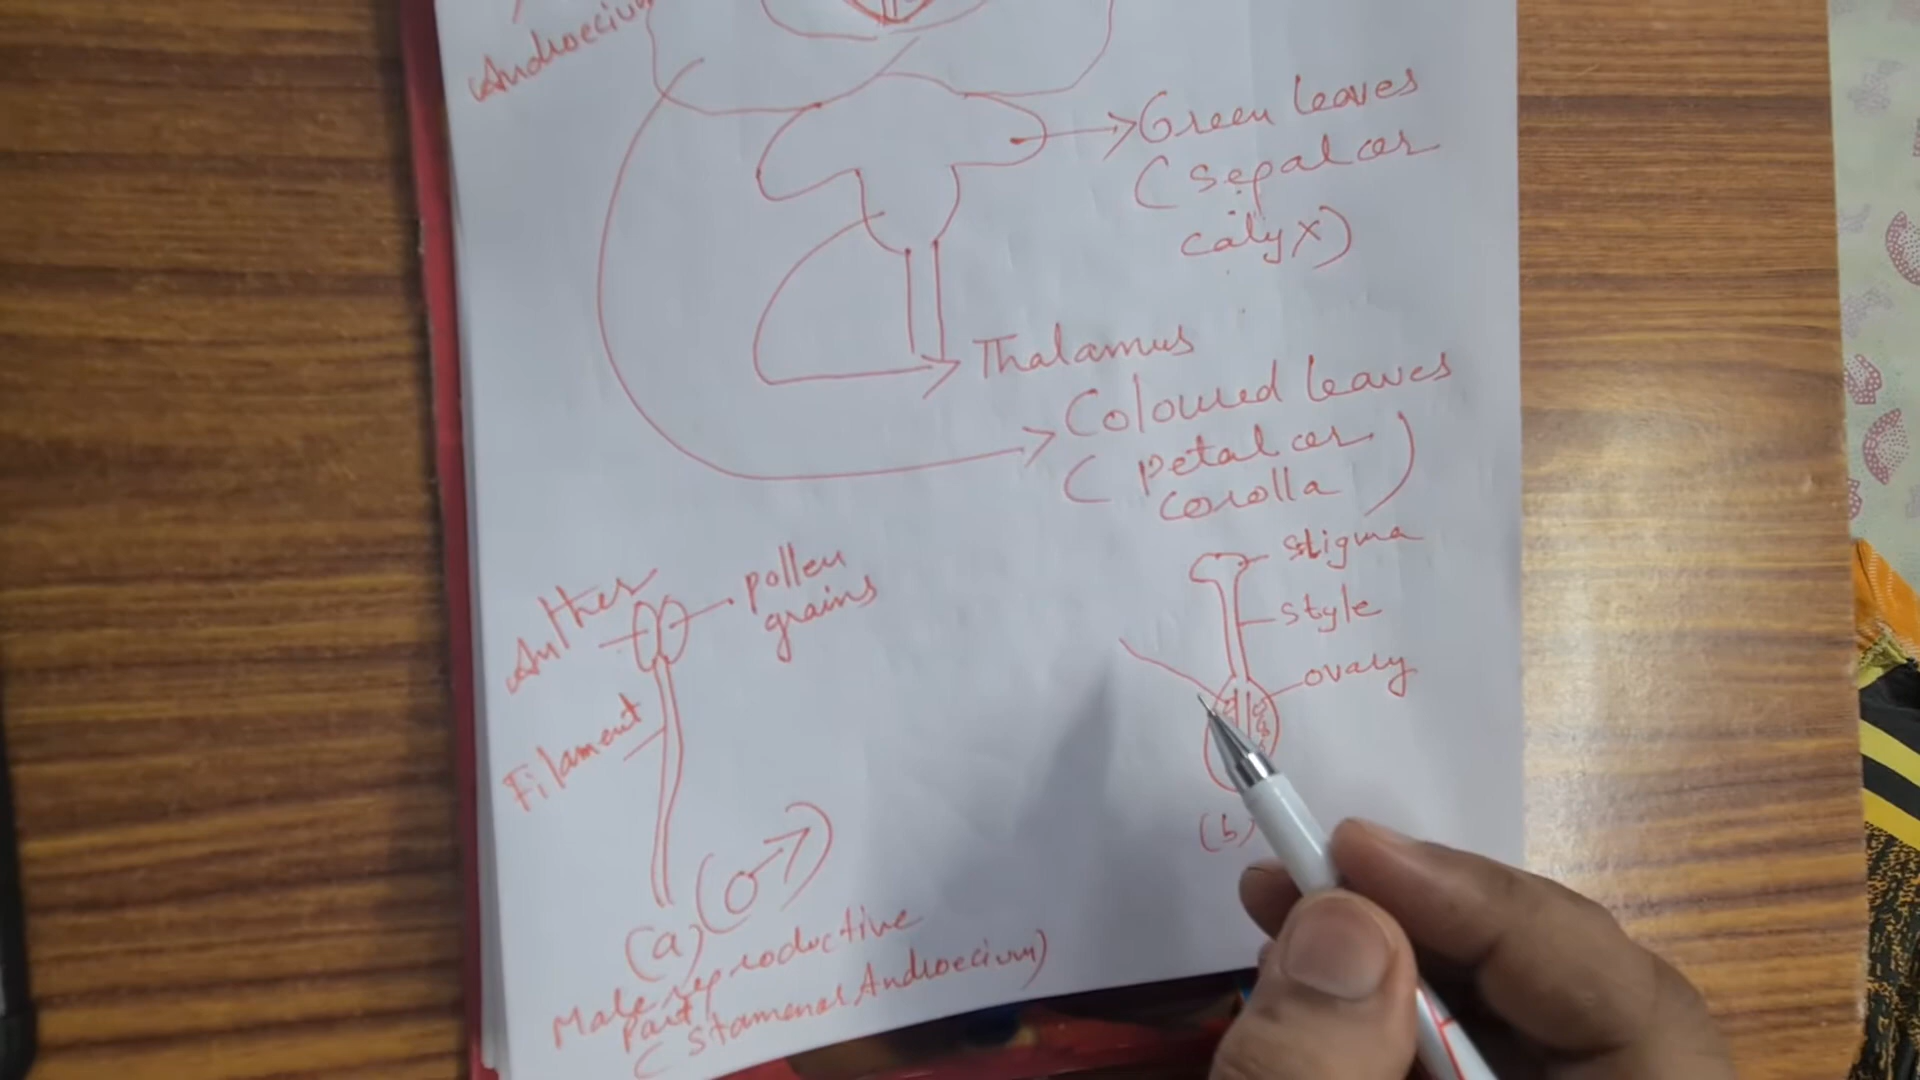 Androecium
Green leaves
(sepal or
calyx)
Thalamus
Coloured leaves
(petal or
corolla)
Stigma
style
ovary
(b)
Anther
pollen
grains
Filament
(a) (♂)
Male reproductive
part
(Stamen or Androecium)